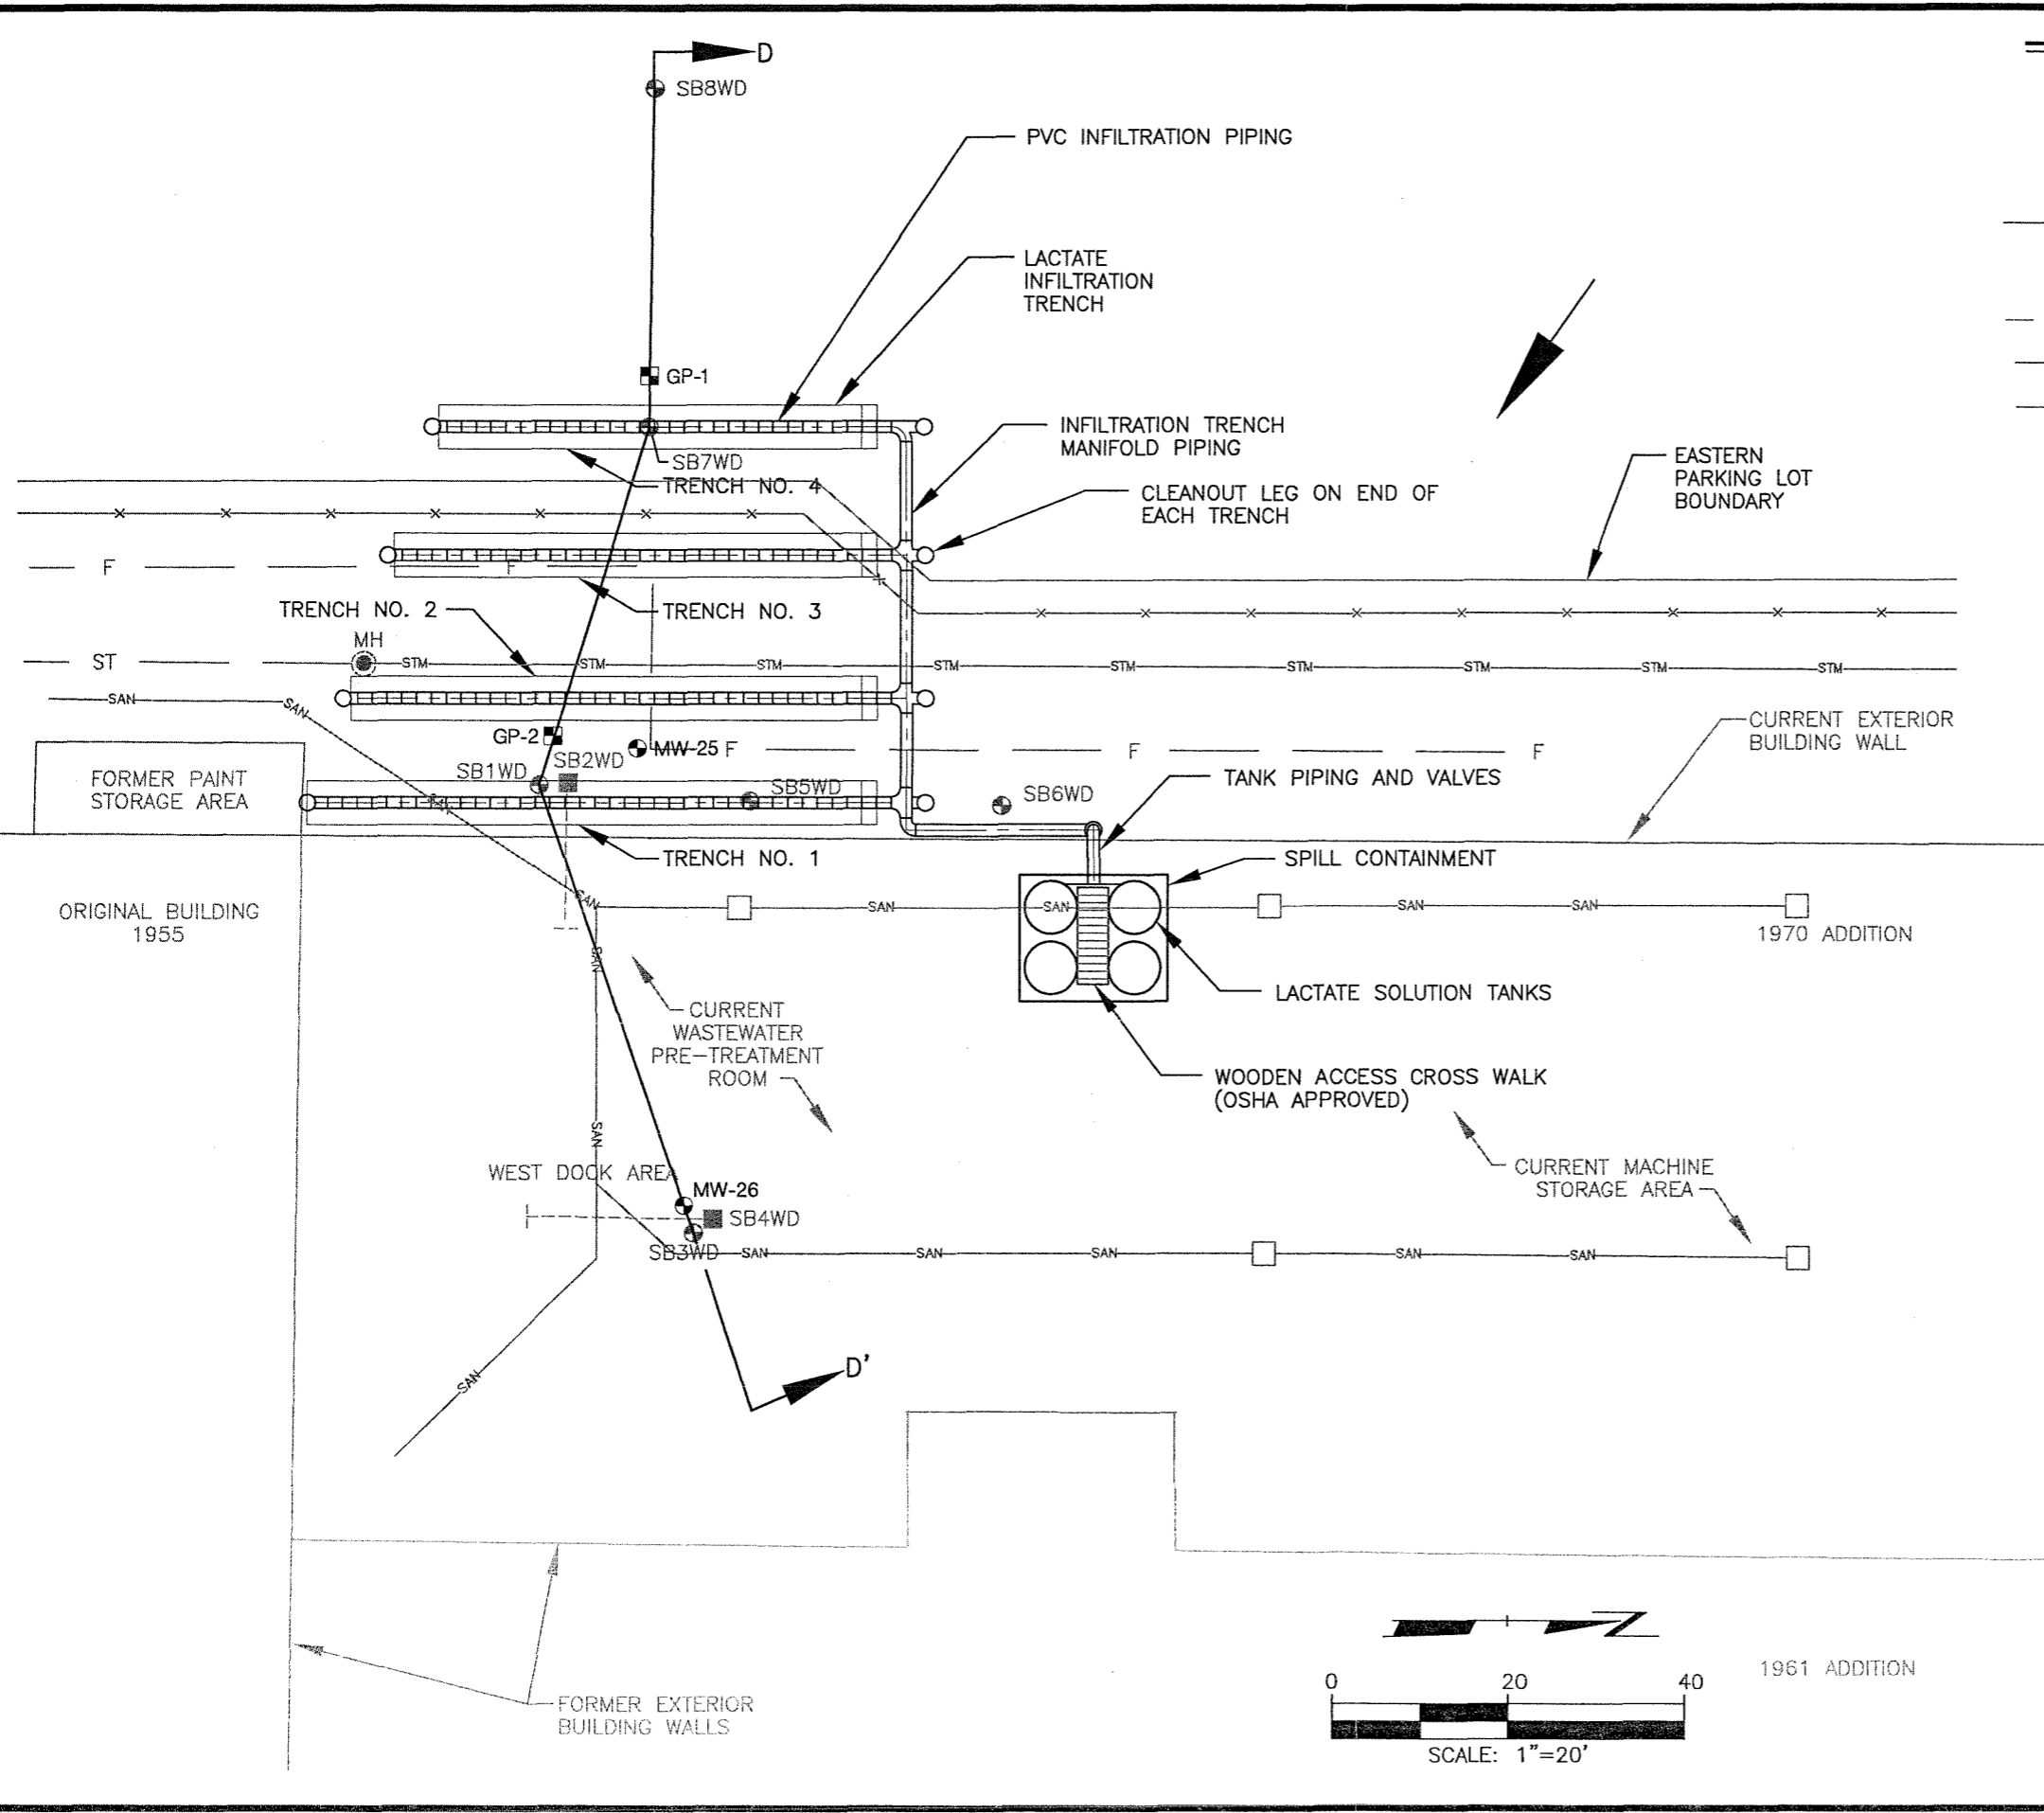 D
SB8WD
PVC INFILTRATION PIPING
LACTATE
INFILTRATION
TRENCH
GP-1
INFILTRATION TRENCH
MANIFOLD PIPING
SB7WD
TRENCH NO. 4
CLEANOUT LEG ON END OF
EACH TRENCH
EASTERN
PARKING LOT
BOUNDARY
F
F
TRENCH NO. 2
TRENCH NO. 3
MH
ST
STM
STM
STM
STM
STM
STM
STM
STM
STM
SAN
SAN
CURRENT EXTERIOR
BUILDING WALL
GP-2
MW-25
F
F
F
SB1WD
SB2WD
FORMER PAINT
STORAGE AREA
SAN
SB5WD
SB6WD
TANK PIPING AND VALVES
TRENCH NO. 1
SPILL CONTAINMENT
ORIGINAL BUILDING
1955
SAN
SAN
SAN
SAN
SAN
1970 ADDITION
SAN
LACTATE SOLUTION TANKS
CURRENT
WASTEWATER
PRE-TREATMENT
ROOM
WOODEN ACCESS CROSS WALK
(OSHA APPROVED)
SAN
WEST DOCK AREA
CURRENT MACHINE
STORAGE AREA
MW-26
SB4WD
SB3WD
SAN
SAN
SAN
SAN
SAN
D'
SAN
FORMER EXTERIOR
BUILDING WALLS
N
1961 ADDITION
0 20 40
SCALE: 1"=20'